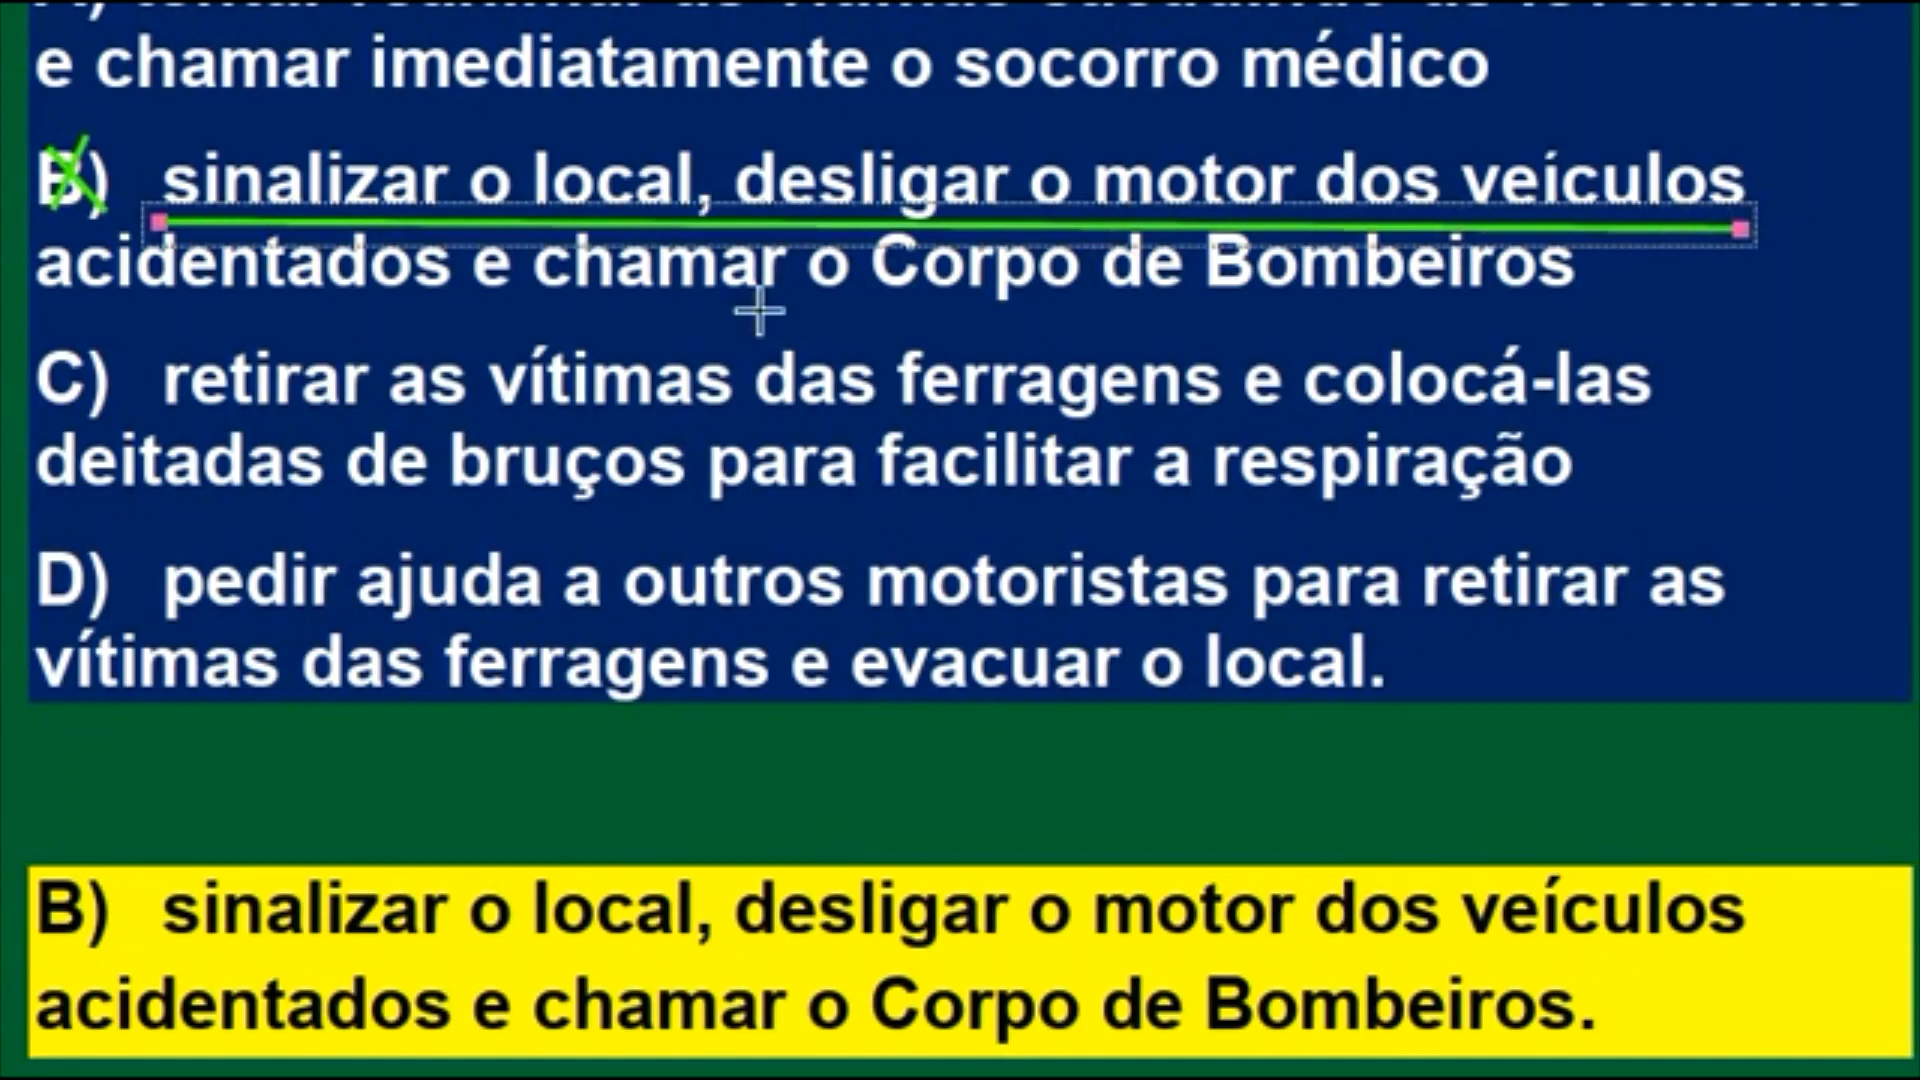 e chamar imediatamente o socorro médico
B) sinalizar o local, desligar o motor dos veículos
acidentados e chamar o Corpo de Bombeiros
C) retirar as vítimas das ferragens e colocá-las
deitadas de bruços para facilitar a respiração
D) pedir ajuda a outros motoristas para retirar as
vítimas das ferragens e evacuar o local.
B) sinalizar o local, desligar o motor dos veículos
acidentados e chamar o Corpo de Bombeiros.